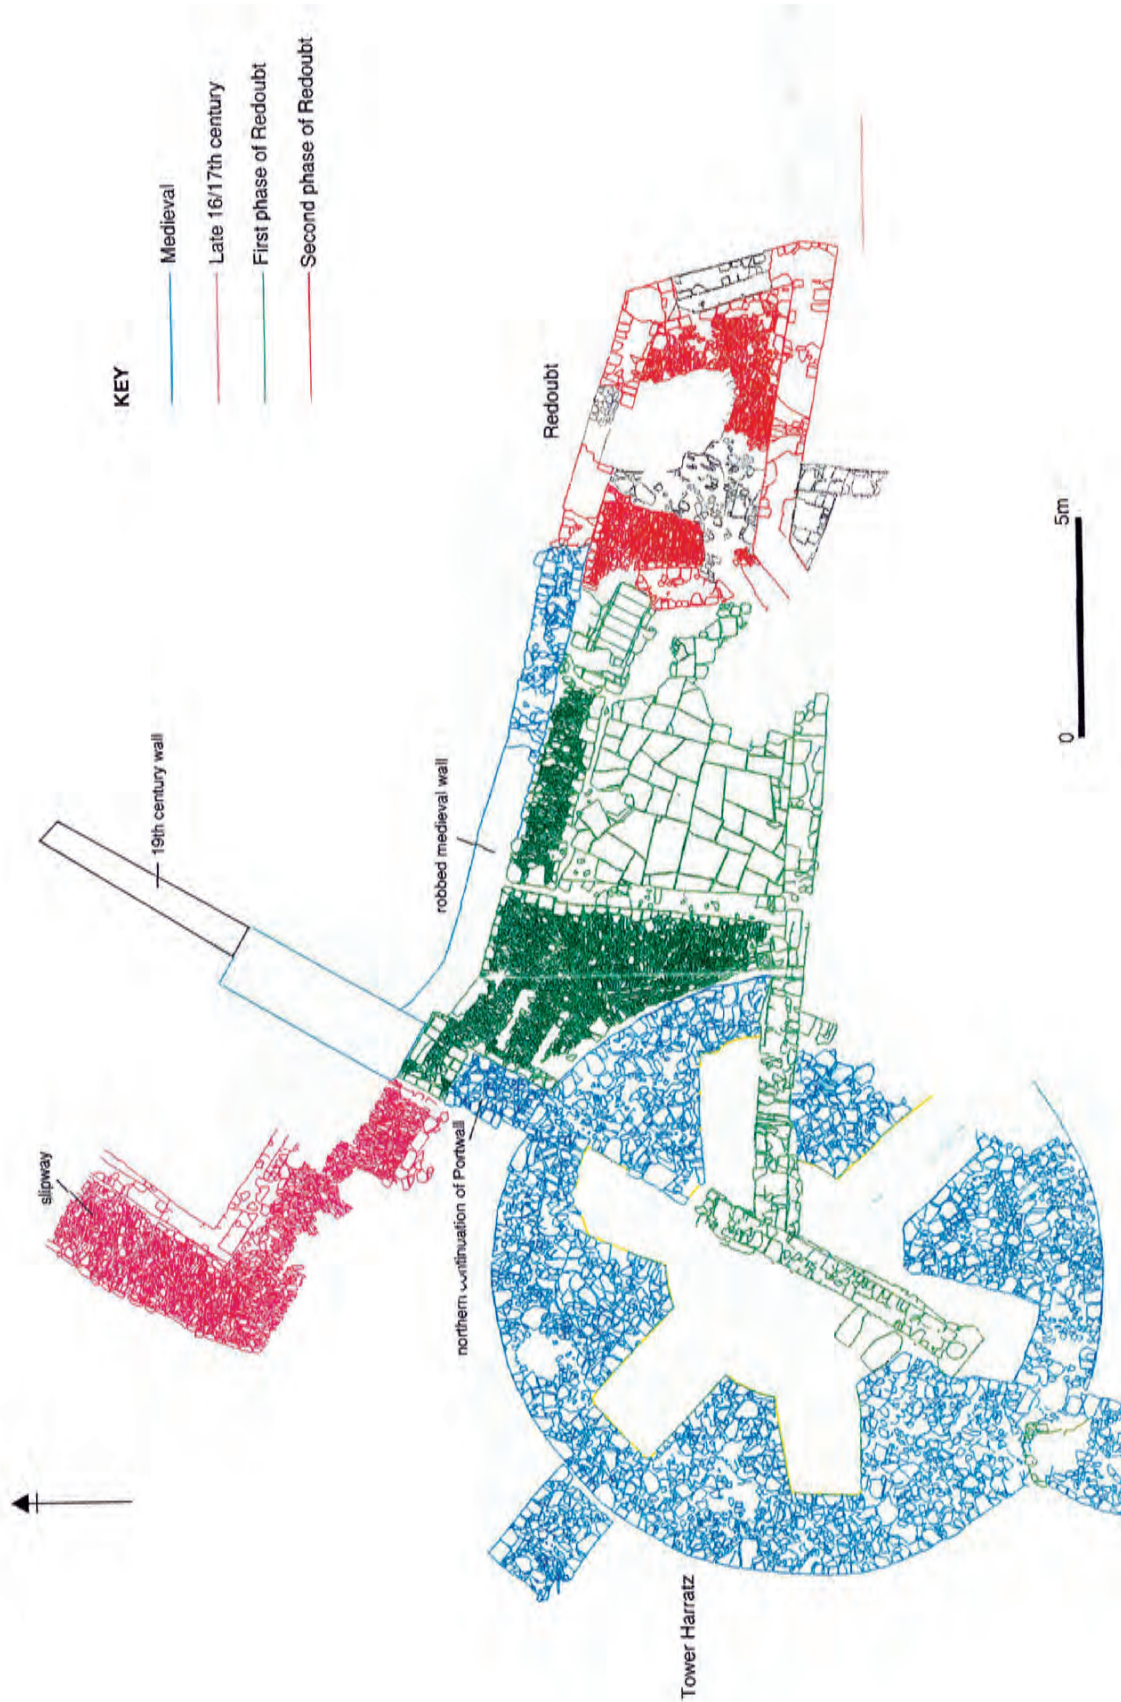 KEY
Medieval
Late 16/17th century
First phase of Redoubt
Second phase of Redoubt
19th century wall
slipway
robbed medieval wall
Redoubt
northern continuation of Portwall
0 5m
Tower Harratz